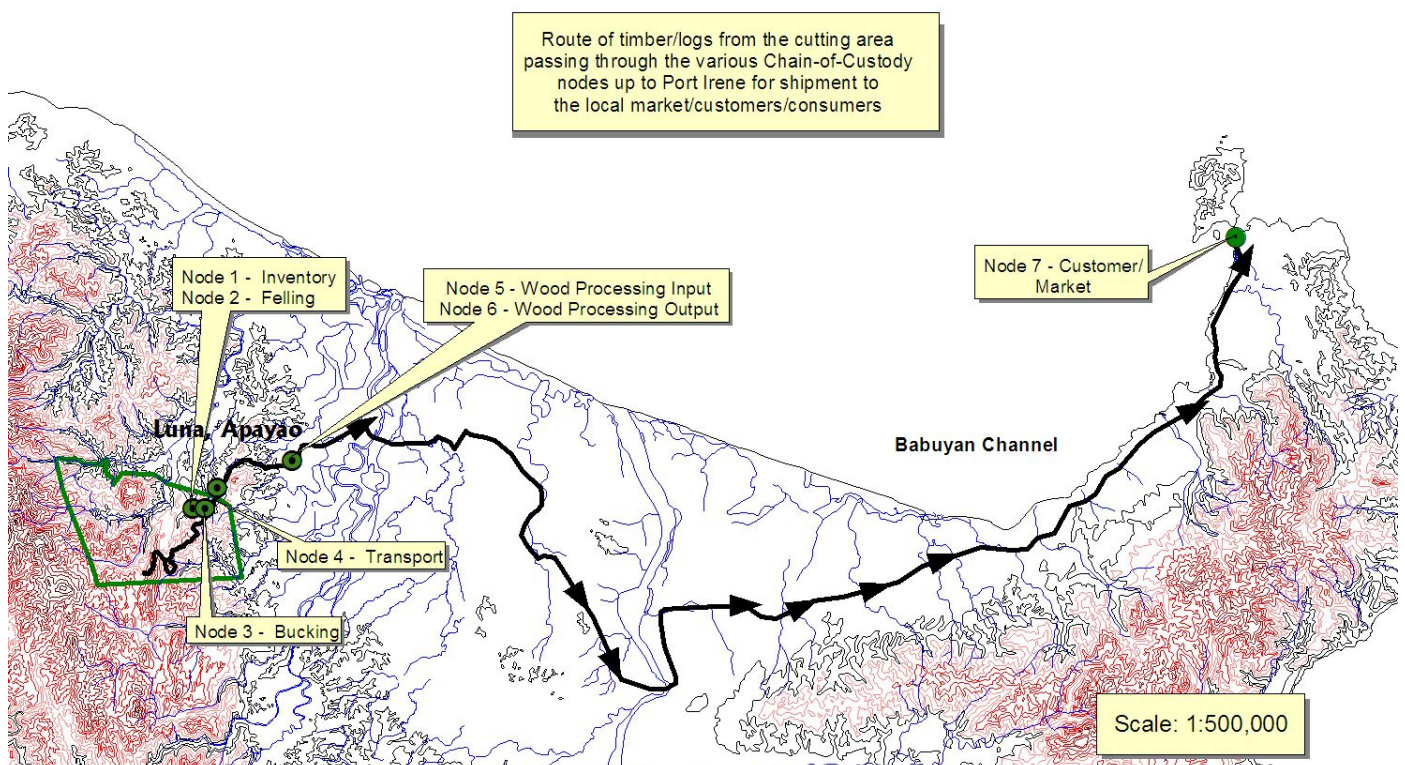 Route of timber/logs from the cutting area
passing through the various Chain-of-Custody
nodes up to Port Irene for shipment to
the local market/customers/consumers
Node 1 - Inventory
Node 2 - Felling
Node 5 - Wood Processing Input
Node 6 - Wood Processing Output
Node 7 - Customer/
Market
Luna, Apayao
Babuyan Channel
Node 4 - Transport
Node 3 - Bucking
Scale: 1:500,000